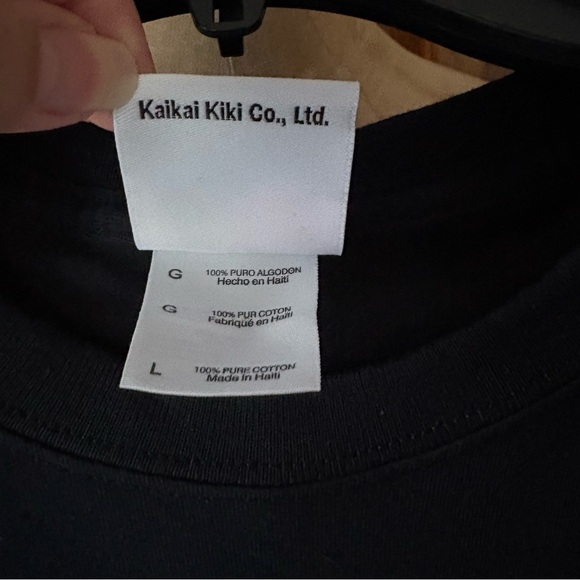 Kaikai Kiki Co., Ltd.
G 100% PURO ALGODON
Hecho en Haiti
G 100% PUR COTON
Fabriqué en Haiti
L 100% PURE COTTON
Made in Haiti